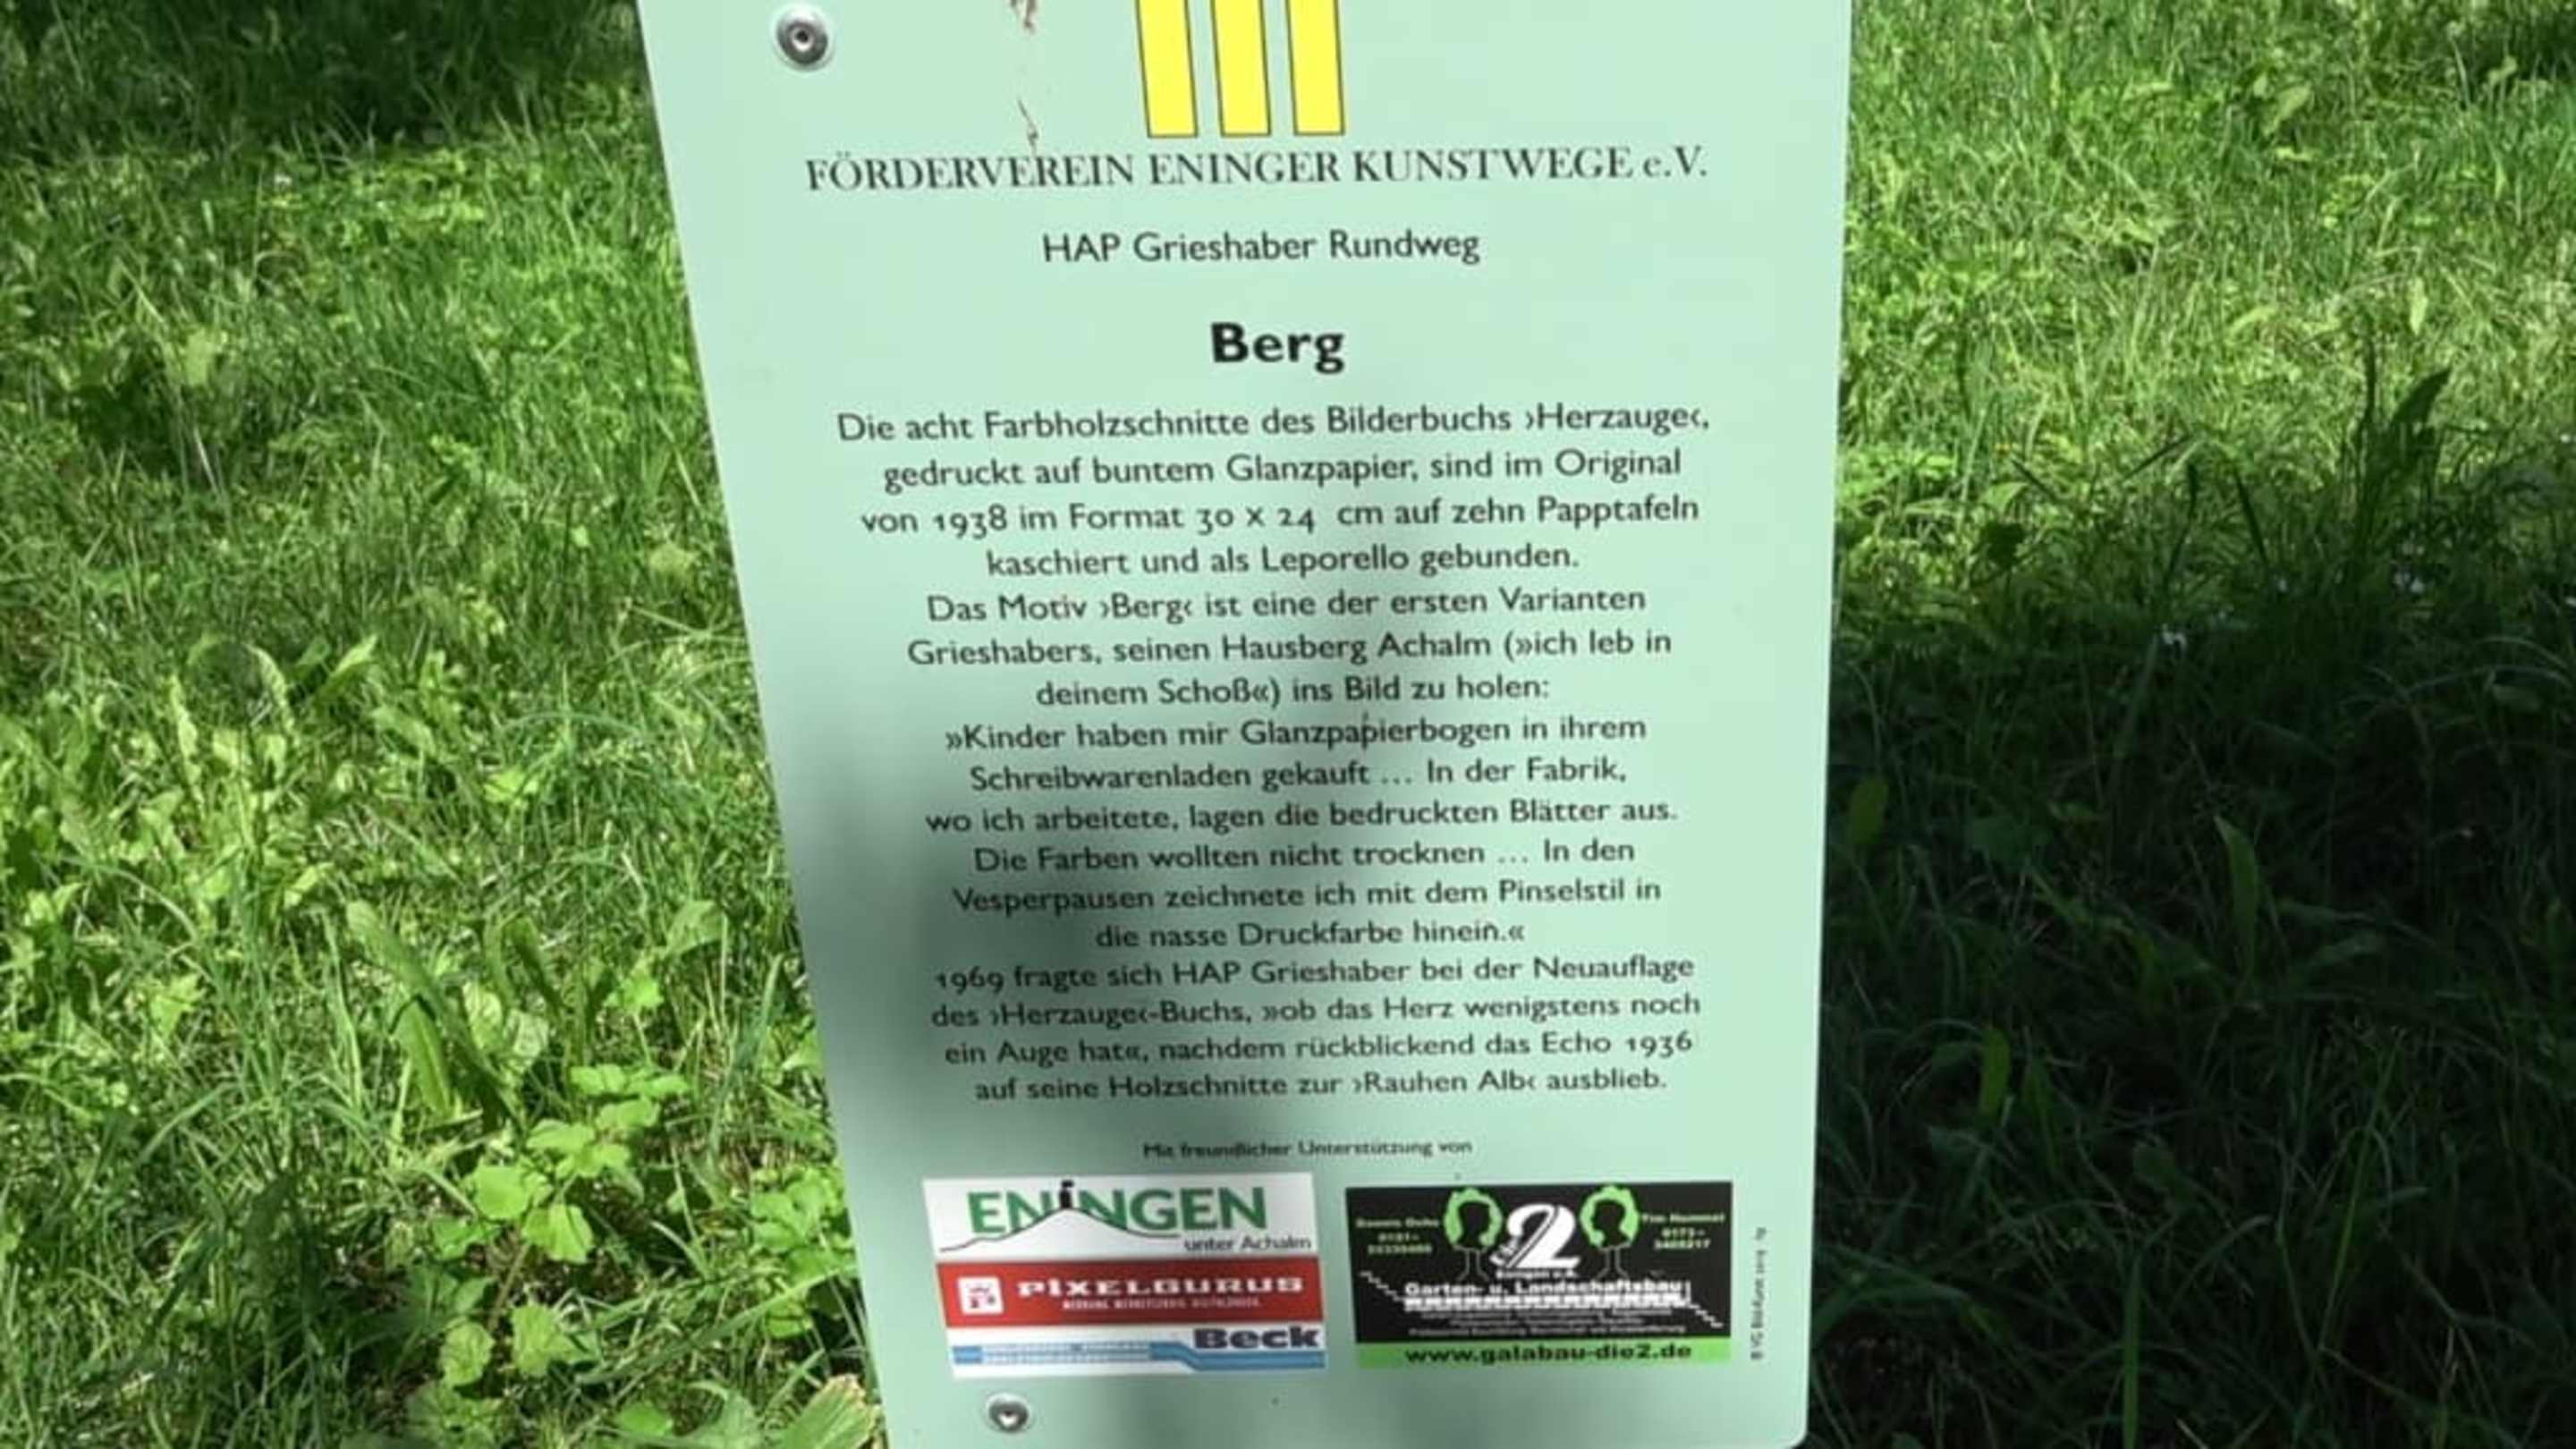 FÖRDERVEREIN ENINGER KUNSTWEGE e.V.
HAP Grieshaber Rundweg
Berg
Die acht Farbholzschnitte des Bilderbuchs ›Herzauge‹,
gedruckt auf buntem Glanzpapier, sind im Original
von 1938 im Format 30 x 24 cm auf zehn Papptafeln
kaschiert und als Leporello gebunden.
Das Motiv ›Berg‹ ist eine der ersten Varianten
Grieshabers, seinen Hausberg Achalm (»ich leb in
deinem Schoß«) ins Bild zu holen:
»Kinder haben mir Glanzpapierbogen in ihrem
Schreibwarenladen gekauft ... In der Fabrik,
wo ich arbeitete, lagen die bedruckten Blätter aus.
Die Farben wollten nicht trocknen ... In den
Vesperpausen zeichnete ich mit dem Pinselstil in
die nasse Druckfarbe hinein.«
1969 fragte sich HAP Grieshaber bei der Neuauflage
des ›Herzauge‹-Buchs, »ob das Herz wenigstens noch
ein Auge hat«, nachdem rückblickend das Echo 1936
auf seine Holzschnitte zur ›Rauhen Alb‹ ausblieb.
Mit freundlicher Unterstützung von
ENINGEN
unter Achalm
PIXELGURUS
Beck
2
Garten- u. Landschaftsbau
www.galabau-die2.de